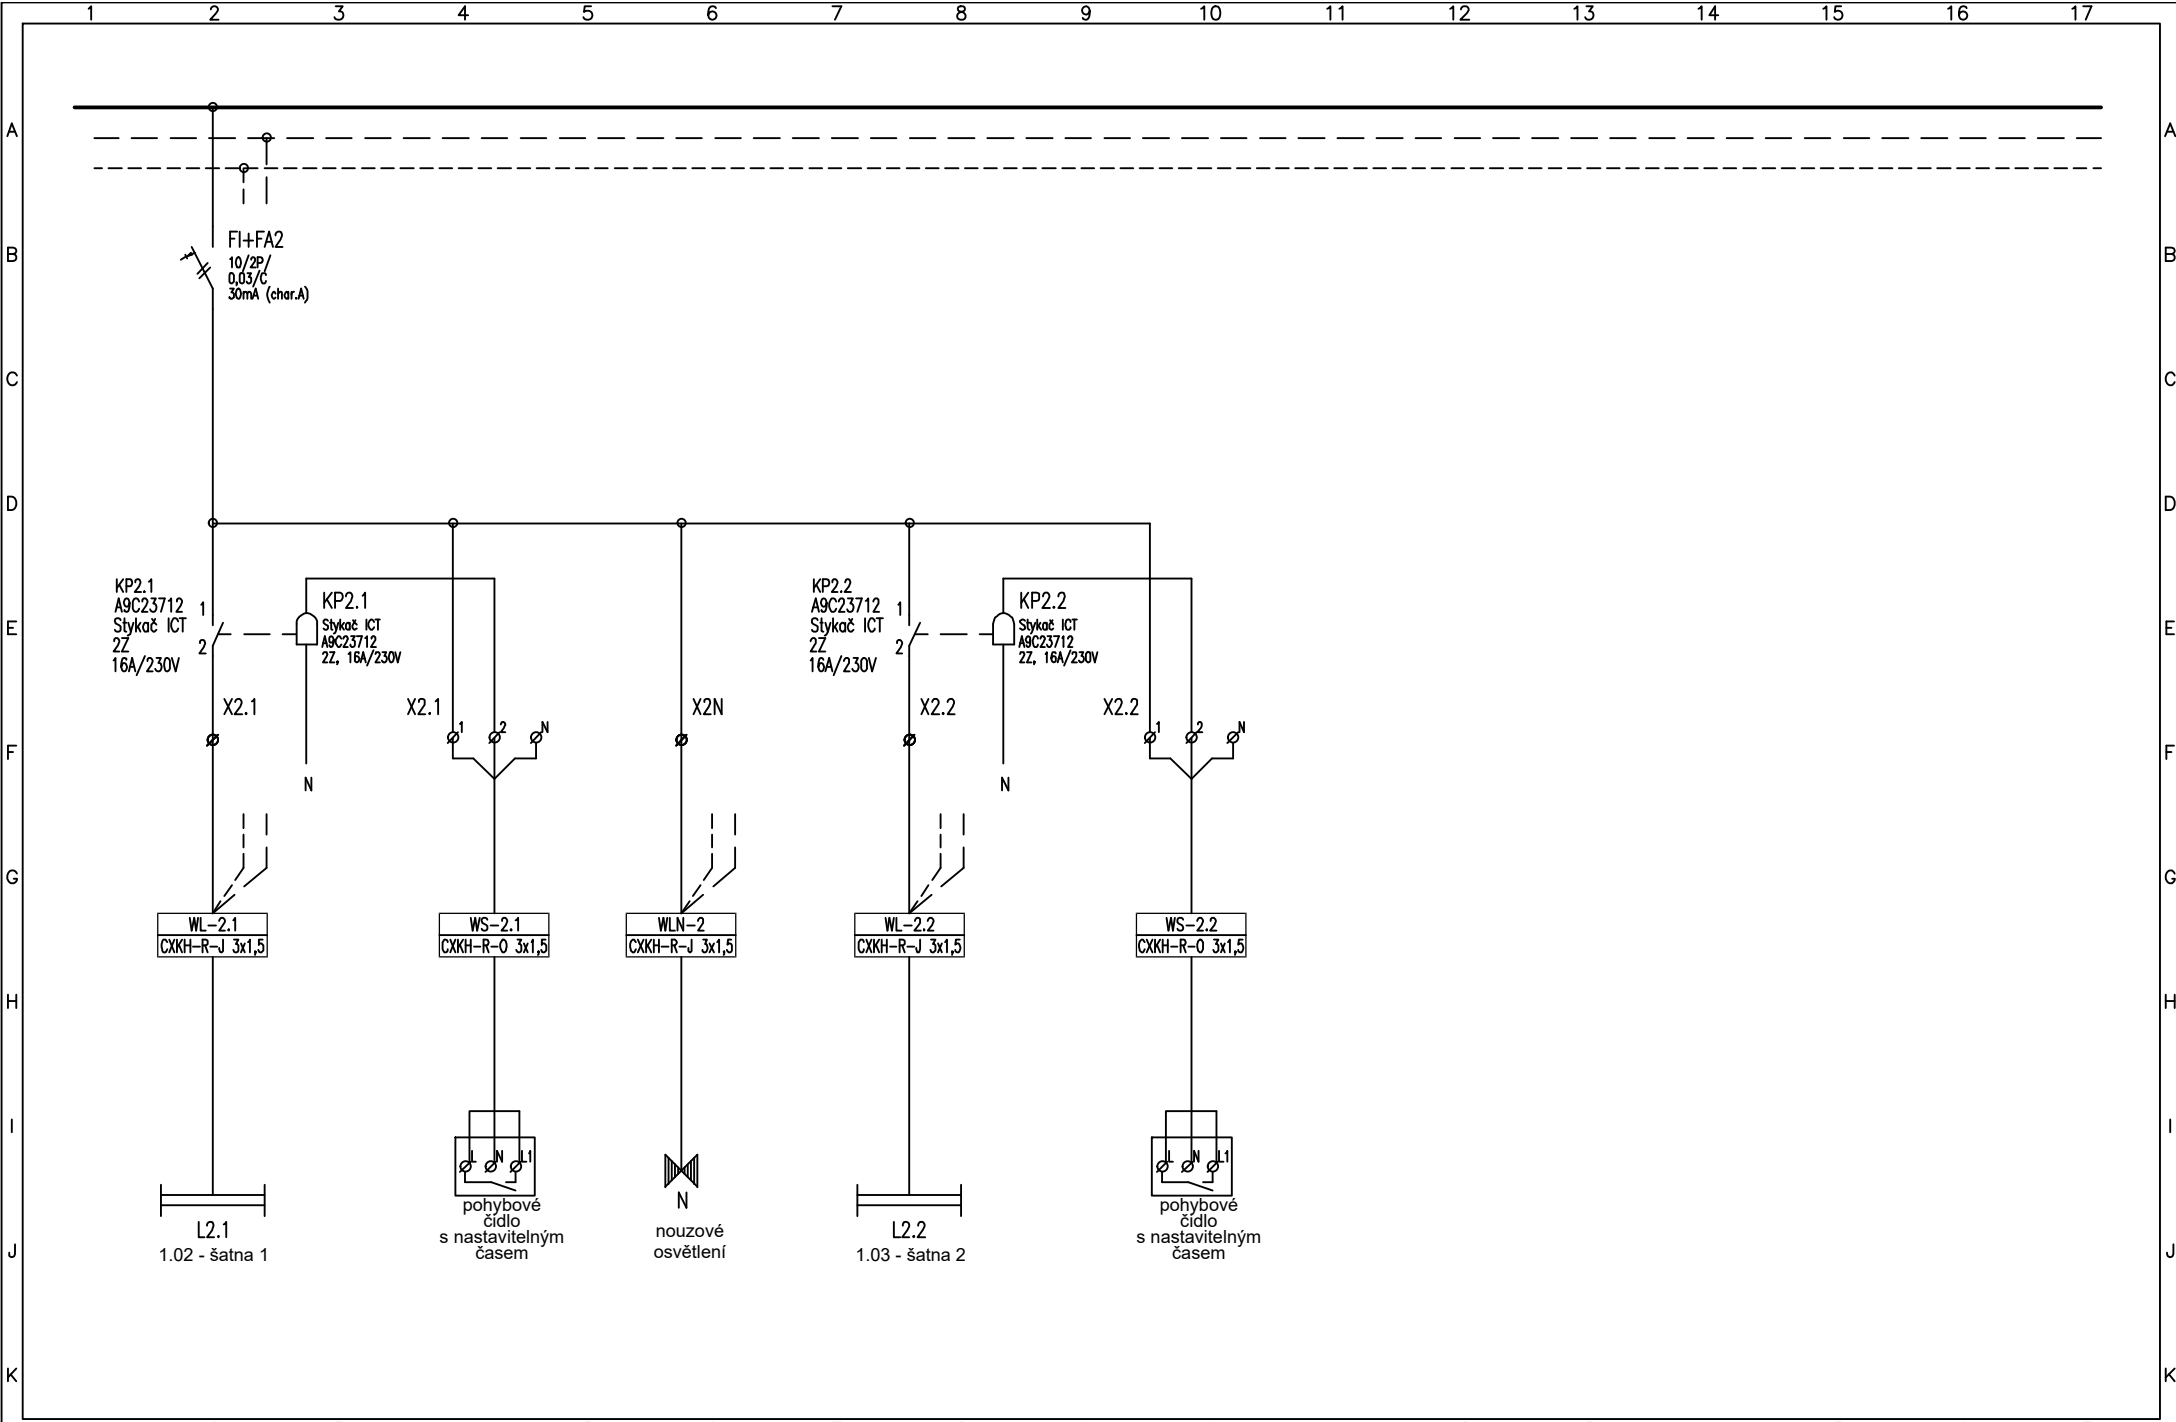 1 2 3 4 5 6 7 8 9 10 11 12 13 14 15 16 17
A A
B B
C C
D D
E E
F F
G G
H H
I I
J J
K K
FI+FA2
10/2P/
0,03/C
30mA (char.A)
KP2.1
A9C23712
Stykač ICT
2Z
16A/230V
1
2
KP2.1
Stykač ICT
A9C23712
2Z, 16A/230V
KP2.2
A9C23712
Stykač ICT
2Z
16A/230V
1
2
KP2.2
Stykač ICT
A9C23712
2Z, 16A/230V
X2.1
N
X2.1
1 2 N
X2N
X2.2
N
X2.2
1 2 N
WL-2.1
CXKH-R-J 3x1,5
WS-2.1
CXKH-R-O 3x1,5
WLN-2
CXKH-R-J 3x1,5
WL-2.2
CXKH-R-J 3x1,5
WS-2.2
CXKH-R-O 3x1,5
L2.1
1.02 - šatna 1
L N L1
pohybové
čidlo
s nastavitelným
časem
N
nouzové
osvětlení
L2.2
1.03 - šatna 2
L N L1
pohybové
čidlo
s nastavitelným
časem